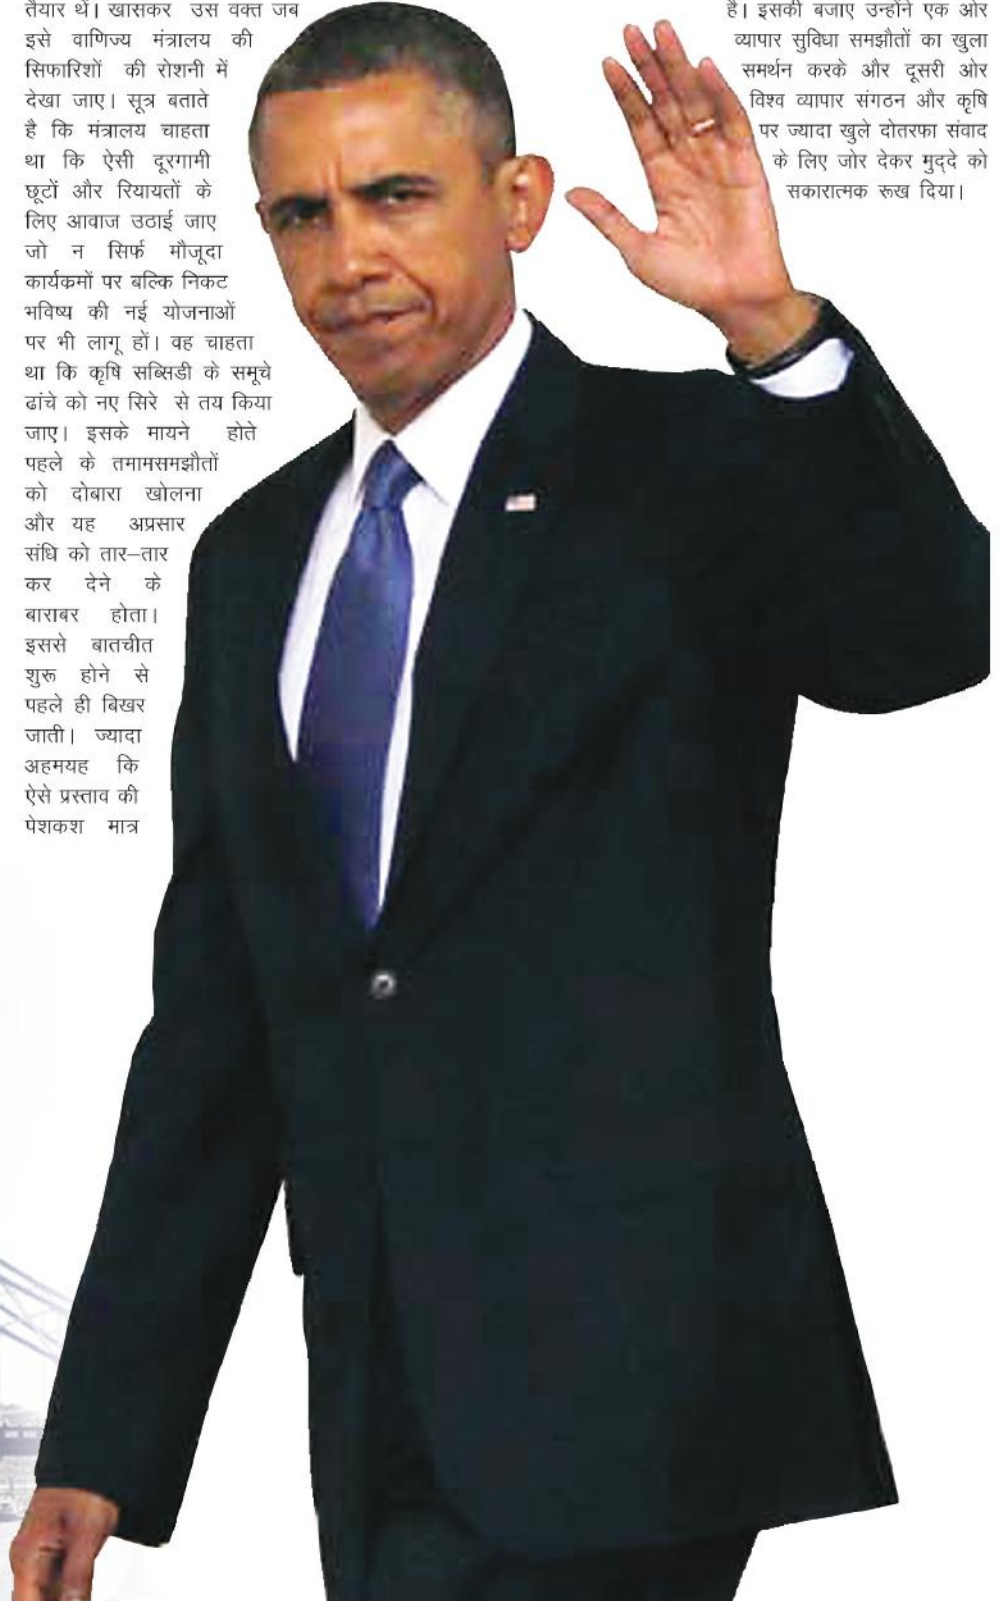 तैयार थें। खासकर उस वक्त जब
इसे वाणिज्य मंत्रालय की
सिफारिशों की रोशनी में
देखा जाए। सूत्र बताते
है कि मंत्रालय चाहता
था कि ऐसी दूरगामी
छूटों और रियायतों के
लिए आवाज उठाई जाए
जो न सिर्फ मौजूदा
कार्यक्रमों पर बल्कि निकट
भविष्य की नई योजनाओं
पर भी लागू हों। वह चाहता
था कि कृषि सब्सिडी के समूचे
ढांचे को नए सिरे से तय किया
जाए। इसके मायने होते
पहले के तमामसमझौतों
को दोबारा खोलना
और यह अप्रसार
संधि को तार–तार
कर देने के
बाराबर होता।
इससे बातचीत
शुरू होने से
पहले ही बिखर
जाती। ज्यादा
अहमयह कि
ऐसे प्रस्ताव की
पेशकश मात्र
है। इसकी बजाए उन्होंने एक ओर
व्यापार सुविधा समझौतों का खुला
समर्थन करके और दूसरी ओर
विश्व व्यापार संगठन और कृषि
पर ज्यादा खुले दोतरफा संवाद
के लिए जोर देकर मुद्दे को
सकारात्मक रूख दिया।